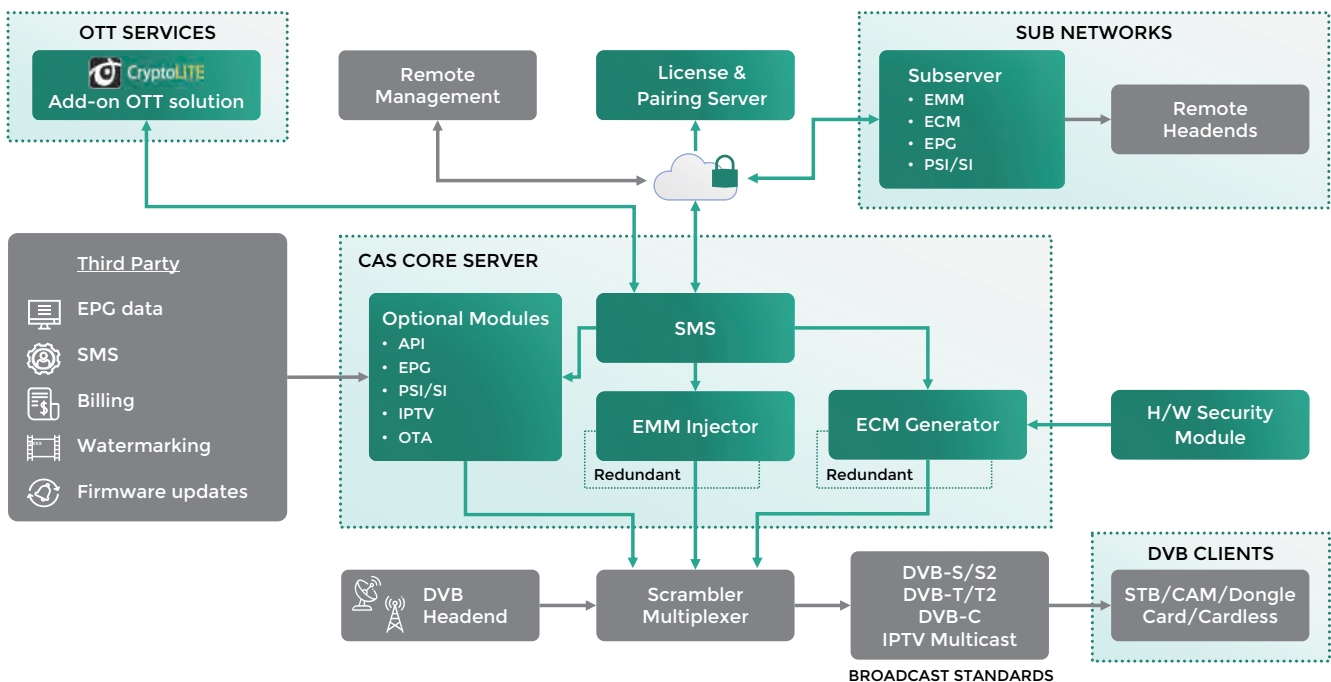 OTT SERVICES
CryptoLITE
Add-on OTT solution
Remote
Management
License &
Pairing Server
SUB NETWORKS
Subserver
• EMM
• ECM
• EPG
• PSI/SI
Remote
Headends
Third Party
EPG data
SMS
Billing
Watermarking
Firmware updates
CAS CORE SERVER
Optional Modules
• API
• EPG
• PSI/SI
• IPTV
• OTA
SMS
EMM Injector
Redundant
ECM Generator
Redundant
H/W Security
Module
DVB
Headend
Scrambler
Multiplexer
DVB-S/S2
DVB-T/T2
DVB-C
IPTV Multicast
BROADCAST STANDARDS
DVB CLIENTS
STB/CAM/Dongle
Card/Cardless